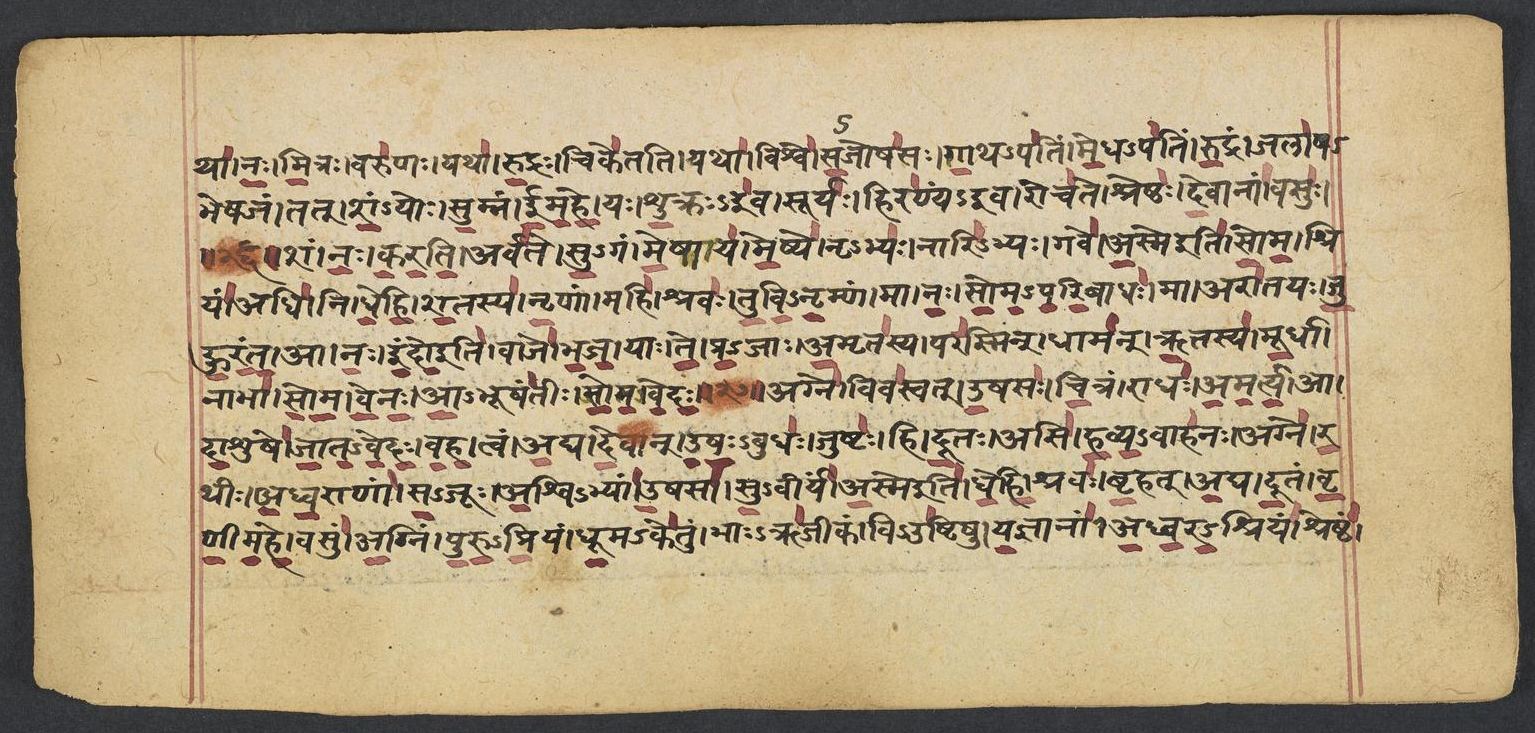 ऽ
था।नः।मित्रः।वरुणः।यथा।रुद्रः।चिकेतति।यथा।विश्वे।सजोषसः।गाथऽपतिं।मेधऽपतिं।रुद्रं।जलाषऽ
भेषजं।तत्।शंऽयोः।सुम्नं।ईमहे।यः।शुक्रःऽइव।सूर्यः।हिरण्यंऽइव।रोचते।श्रेष्ठः।देवानां।वसुः।
॥२६॥शं।नः।करति।अर्वते।सुऽगं।मेषाय।मेष्ये।नृऽभ्यः।नारिऽभ्यः।गवे।अस्मेइति।सोम।श्रि
यं।अधि।नि।धेहि।शतस्य।नृणां।महि।श्रवः।तुविऽनृम्णं।मा।नः।सोमऽपरिबाधः।मा।अरातयः।जु
हुरंत।आ।नः।इंदोइति।वाजे।भज।याः।ते।प्रऽजाः।अमृतस्य।परस्मिन्।धामन्।ऋतस्य।मूर्धा।
नाभा।सोम।वेनः।आऽभूषंतीः।सोम।वेदः॥२७॥अग्ने।विवस्वत्।उषसः।चित्रं।राधः।अमर्त्य।आ।
दाशुषे।जातऽवेदः।वह।त्वं।अद्य।देवान्।उषःऽबुधः।जुष्टः।हि।दूतः।असि।हव्यऽवाहनः।अग्ने।र
थीः।अध्वराणां।सऽजूः।अश्विऽभ्यां।उषसा।सुऽवीर्यं।अस्मेइति।धेहि।श्रवः।बृहत्।अद्य।दूतं।वृ
णीमहे।वसुं।अग्निं।पुरुऽप्रियं।धूमऽकेतुं।भाःऽऋजीकं।विऽउष्टिषु।यज्ञानां।अध्वरऽश्रियं।श्रेष्ठं।